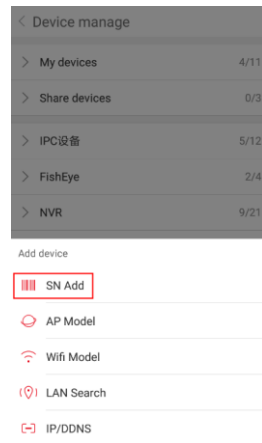 Device manage
My devices 4/11
Share devices 0/3
IPC设备 5/12
FishEye 2/4
NVR 9/21
Add device
SN Add
AP Model
Wifi Model
LAN Search
IP/DDNS